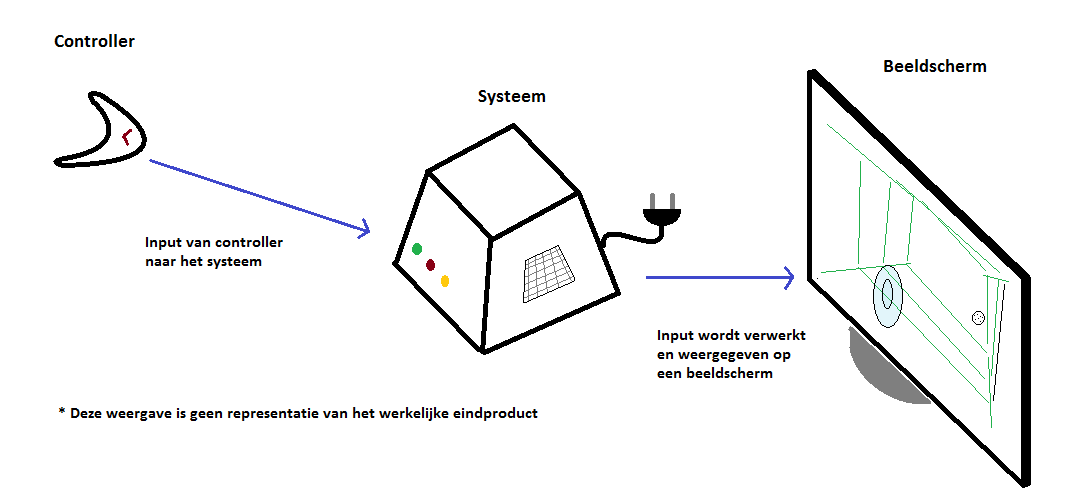 Controller
Systeem
Beeldscherm
Input van controller
naar het systeem
Input wordt verwerkt
en weergegeven op
een beeldscherm
* Deze weergave is geen representatie van het werkelijke eindproduct